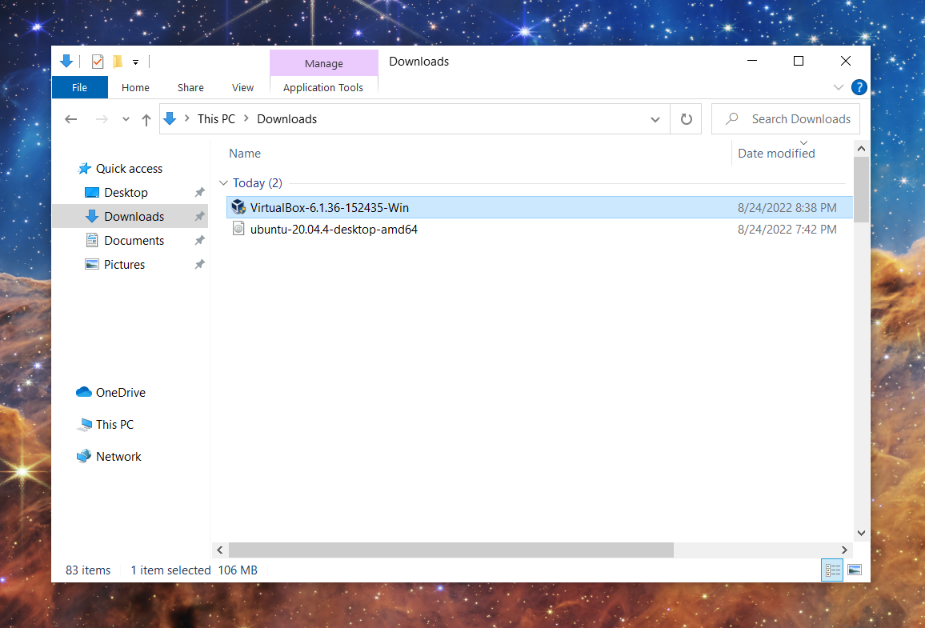 Manage
Downloads
File
Home
Share
View
Application Tools
?
This PC > Downloads
Search Downloads
Name
Date modified
Quick access
Desktop
Downloads
Documents
Pictures
OneDrive
This PC
Network
Today (2)
VirtualBox-6.1.36-152435-Win 8/24/2022 8:38 PM
ubuntu-20.04.4-desktop-amd64 8/24/2022 7:42 PM
83 items 1 item selected 106 MB